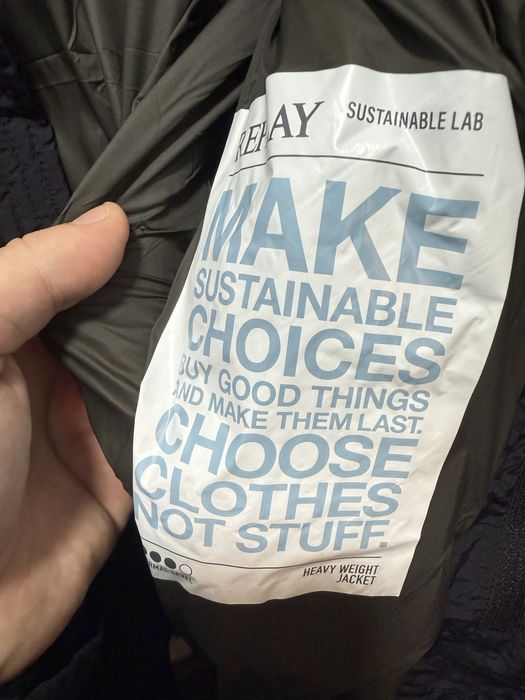 REPLAY SUSTAINABLE LAB
MAKE
SUSTAINABLE
CHOICES
BUY GOOD THINGS
AND MAKE THEM LAST.
CHOOSE
CLOTHES
NOT STUFF.
HEAVY WEIGHT
JACKET
LEVEL